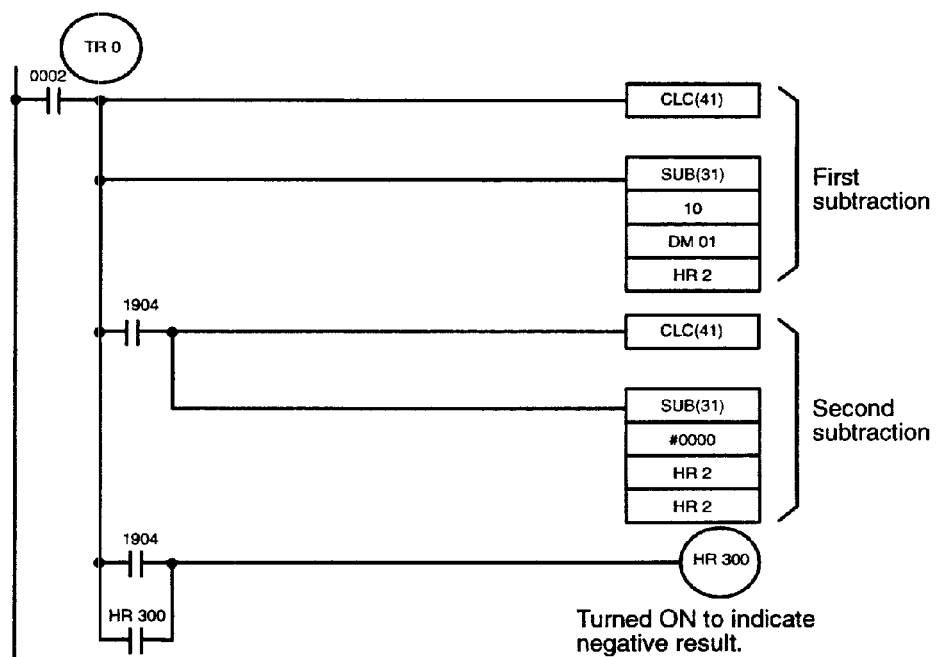 TR 0
0002
CLC(41)
SUB(31)
10
DM 01
HR 2
First
subtraction
1904
CLC(41)
SUB(31)
#0000
HR 2
HR 2
Second
subtraction
1904
HR 300
HR 300
Turned ON to indicate
negative result.